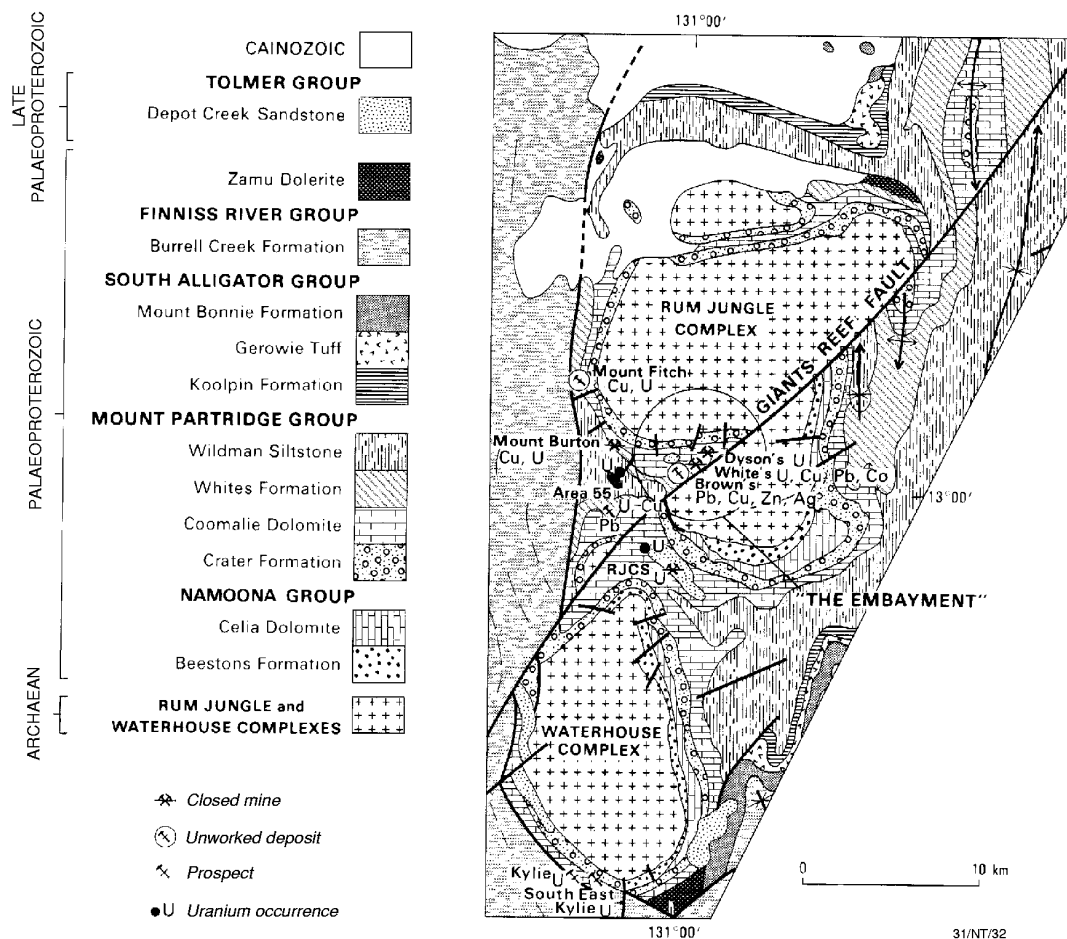 LATE
PALAEOPROTEROZOIC
PALAEOPROTEROZOIC
ARCHAEAN
CAINOZOIC
TOLMER GROUP
Depot Creek Sandstone
Zamu Dolerite
FINNISS RIVER GROUP
Burrell Creek Formation
SOUTH ALLIGATOR GROUP
Mount Bonnie Formation
Gerowie Tuff
Koolpin Formation
MOUNT PARTRIDGE GROUP
Wildman Siltstone
Whites Formation
Coomalie Dolomite
Crater Formation
NAMOONA GROUP
Celia Dolomite
Beestons Formation
RUM JUNGLE and
WATERHOUSE COMPLEXES
Closed mine
Unworked deposit
Prospect
U Uranium occurrence
131°00'
RUM JUNGLE
COMPLEX
GIANTS REEF FAULT
Mount Fitch
Cu, U
Mount Burton
Cu, U
U
Dyson's U
White's U, Cu, Pb, Co
Brown's
Pb, Cu, Zn, Ag
13°00'
Area 55
U, Cu
Pb
U
RJCS U
"THE EMBAYMENT"
WATERHOUSE
COMPLEX
Kylie U
South East
Kylie U
131°00'
0 10 km
31/NT/32